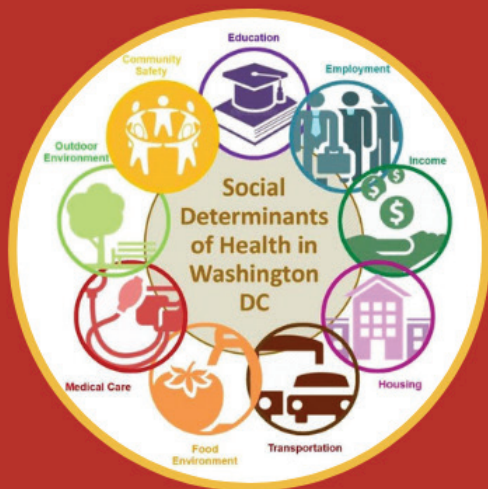 Education
Employment
Income
Housing
Transportation
Food
Environment
Medical Care
Outdoor
Environment
Community
Safety
Social
Determinants
of Health in
Washington
DC